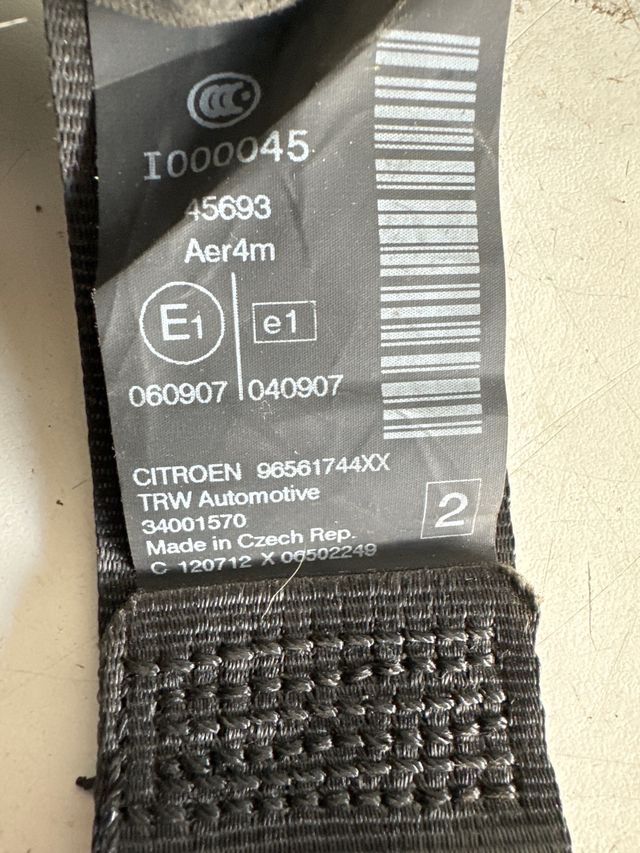 CCC
I000045
45693
Aer4m
E1 e1
060907 040907
CITROEN 96561744XX
TRW Automotive
34001570
Made in Czech Rep.
2
C 120712 X 06502249